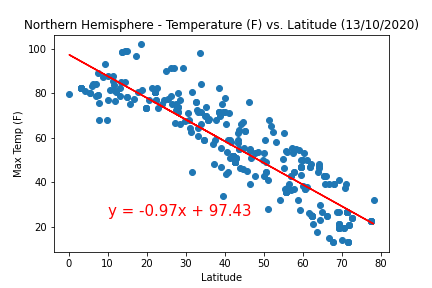 Northern Hemisphere - Temperature (F) vs. Latitude (13/10/2020)
Max Temp (F)
100
80
60
40
20
y = -0.97x + 97.43
0 10 20 30 40 50 60 70 80
Latitude